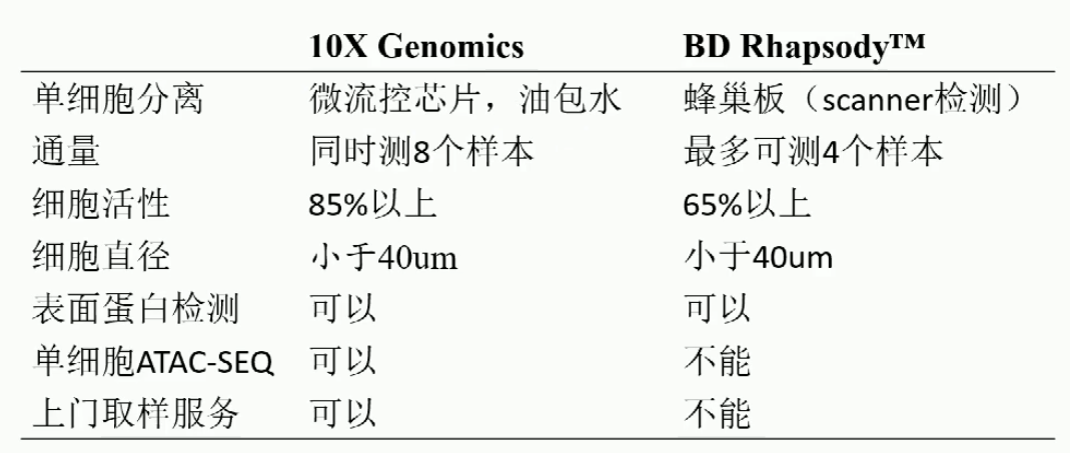 10X Genomics BD Rhapsody™
单细胞分离 微流控芯片，油包水 蜂巢板（scanner检测）
通量 同时测8个样本 最多可测4个样本
细胞活性 85%以上 65%以上
细胞直径 小于40um 小于40um
表面蛋白检测 可以 可以
单细胞ATAC-SEQ 可以 不能
上门取样服务 可以 不能